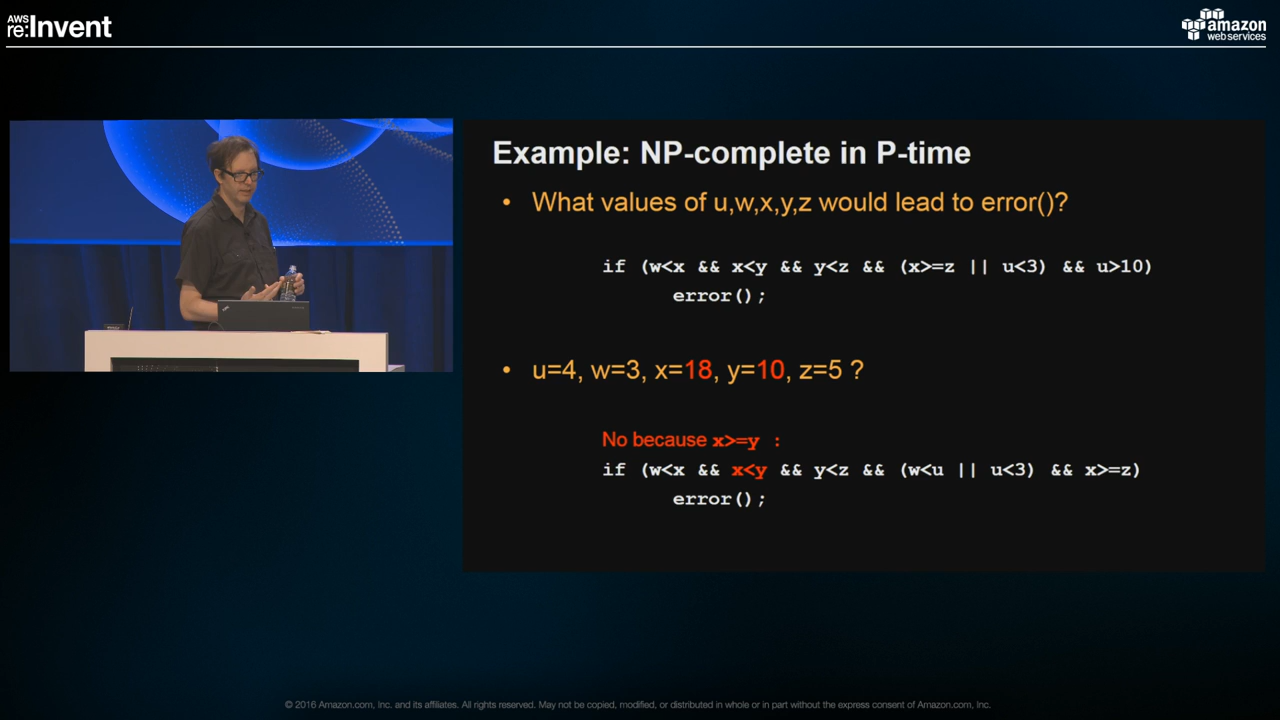 AWS
re:Invent
amazon
web services
Example: NP-complete in P-time
• What values of u,w,x,y,z would lead to error()?
if (w<x && x<y && y<z && (x>=z || u<3) && u>10)
error();
• u=4, w=3, x=18, y=10, z=5 ?
No because x>=y :
if (w<x && x<y && y<z && (w<u || u<3) && x>=z)
error();
© 2016 Amazon.com, Inc. and its affiliates. All rights reserved. May not be copied, modified, or distributed in whole or in part without the express consent of Amazon.com, Inc.